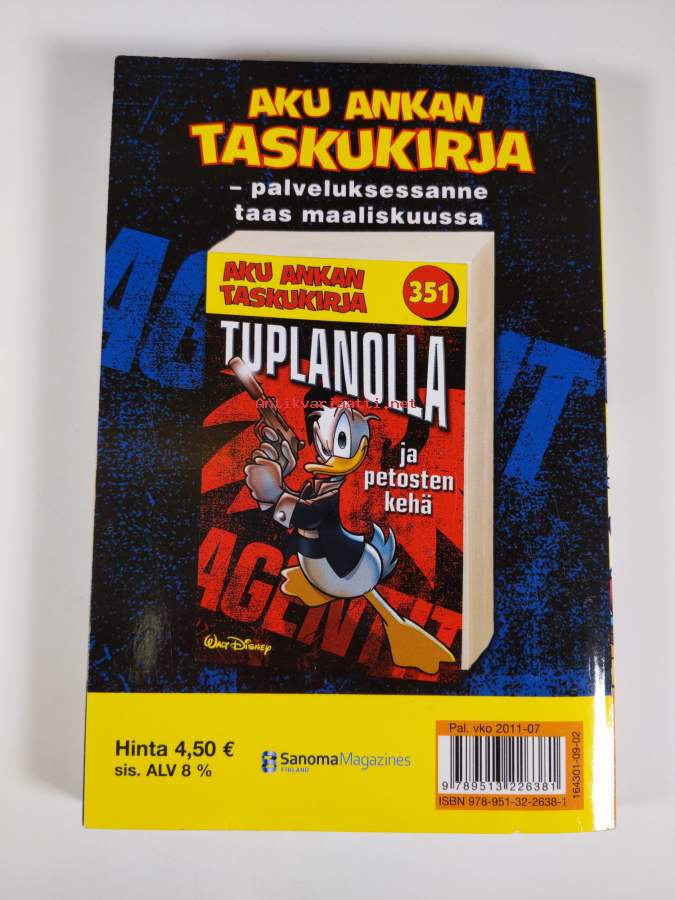 AKU ANKAN
TASKUKIRJA
– palveluksessanne
taas maaliskuussa
AKU ANKAN
TASKUKIRJA
351
TUPLANOLLA
antikvariaatti.net
ja
petosten
kehä
AGENTIT
AGENTIT
WALT DISNEY
Hinta 4,50 €
sis. ALV 8 %
SanomaMagazines
FINLAND
Pal. vko 2011-07
9 789513 226381
ISBN 978-951-32-2638-1
164301-09-02